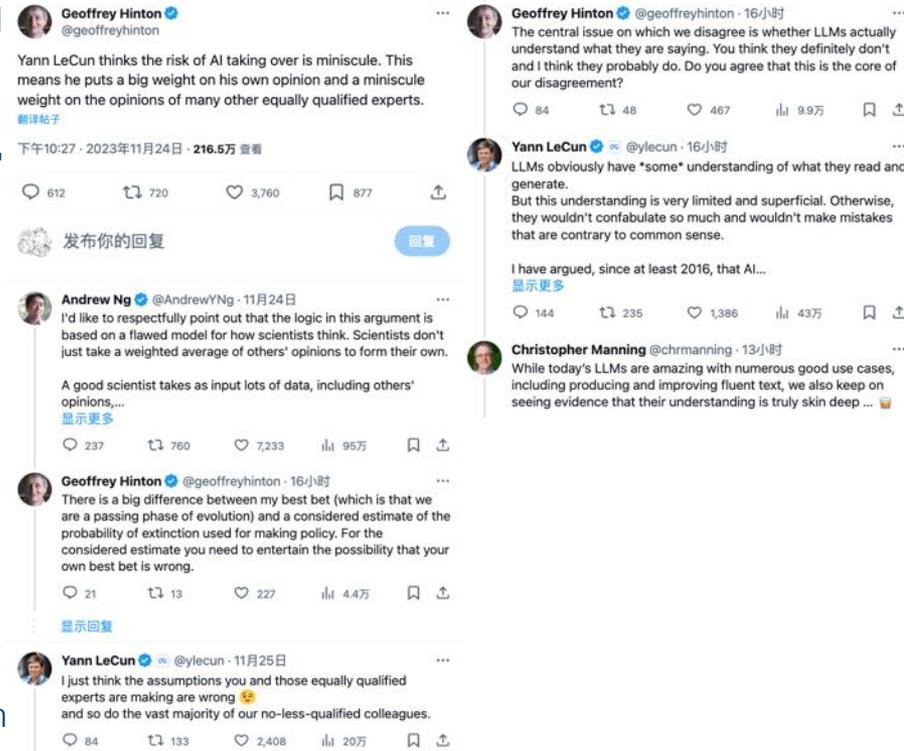 Geoffrey Hinton
@geoffreyhinton
Yann LeCun thinks the risk of AI taking over is miniscule. This
means he puts a big weight on his own opinion and a miniscule
weight on the opinions of many other equally qualified experts.
翻译帖子
下午10:27 · 2023年11月24日 · 216.5万 查看
612 720 3,760 877
发布你的回复
回复
Andrew Ng @AndrewYNg · 11月24日
I'd like to respectfully point out that the logic in this argument is
based on a flawed model for how scientists think. Scientists don't
just take a weighted average of others' opinions to form their own.
A good scientist takes as input lots of data, including others'
opinions,...
显示更多
237 760 7,233 95万
Geoffrey Hinton @geoffreyhinton · 16小时
There is a big difference between my best bet (which is that we
are a passing phase of evolution) and a considered estimate of the
probability of extinction used for making policy. For the
considered estimate you need to entertain the possibility that your
own best bet is wrong.
21 13 227 4.4万
显示回复
Yann LeCun @ylecun · 11月25日
I just think the assumptions you and those equally qualified
experts are making are wrong 😉
and so do the vast majority of our no-less-qualified colleagues.
84 133 2,408 20万
Geoffrey Hinton @geoffreyhinton · 16小时
The central issue on which we disagree is whether LLMs actually
understand what they are saying. You think they definitely don't
and I think they probably do. Do you agree that this is the core of
our disagreement?
84 48 467 9.9万
Yann LeCun @ylecun · 16小时
LLMs obviously have *some* understanding of what they read and
generate.
But this understanding is very limited and superficial. Otherwise,
they wouldn't confabulate so much and wouldn't make mistakes
that are contrary to common sense.
I have argued, since at least 2016, that AI...
显示更多
144 235 1,386 43万
Christopher Manning @chrmanning · 13小时
While today's LLMs are amazing with numerous good use cases,
including producing and improving fluent text, we also keep on
seeing evidence that their understanding is truly skin deep ... 🥃